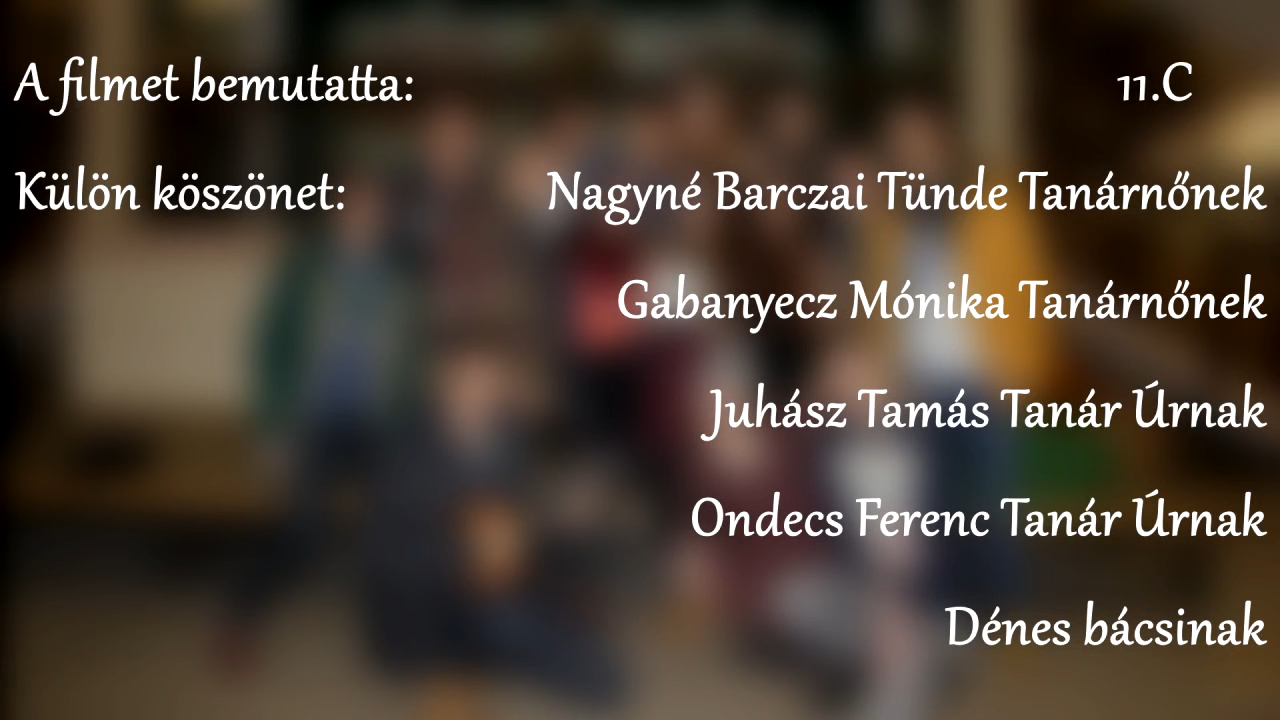 A filmet bemutatta: 11.C
Külön köszönet: Nagyné Barczai Tünde Tanárnőnek
Gabanyecz Mónika Tanárnőnek
Juhász Tamás Tanár Úrnak
Ondecs Ferenc Tanár Úrnak
Dénes bácsinak